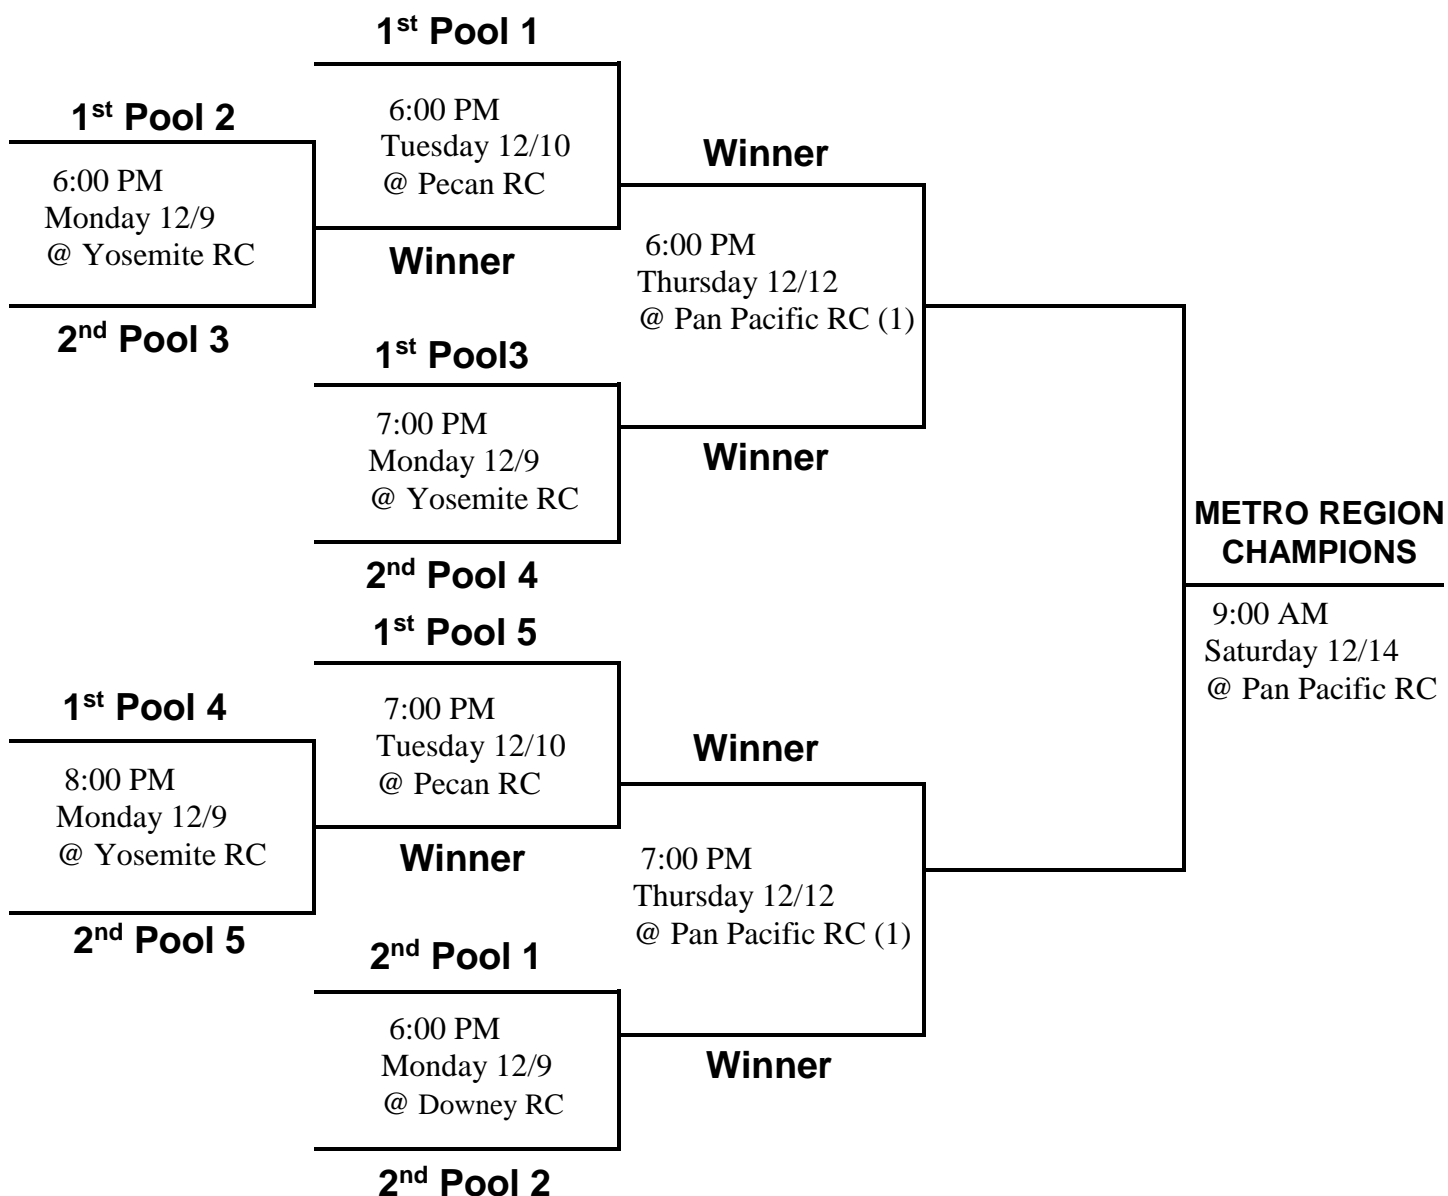 1st Pool 1
1st Pool 2
6:00 PM
Tuesday 12/10
@ Pecan RC
Winner
6:00 PM
Monday 12/9
@ Yosemite RC
Winner
6:00 PM
Thursday 12/12
@ Pan Pacific RC (1)
2nd Pool 3
1st Pool3
7:00 PM
Monday 12/9
@ Yosemite RC
Winner
METRO REGION
CHAMPIONS
2nd Pool 4
1st Pool 5
9:00 AM
Saturday 12/14
@ Pan Pacific RC
1st Pool 4
7:00 PM
Tuesday 12/10
@ Pecan RC
Winner
8:00 PM
Monday 12/9
@ Yosemite RC
Winner
7:00 PM
Thursday 12/12
@ Pan Pacific RC (1)
2nd Pool 5
2nd Pool 1
6:00 PM
Monday 12/9
@ Downey RC
Winner
2nd Pool 2